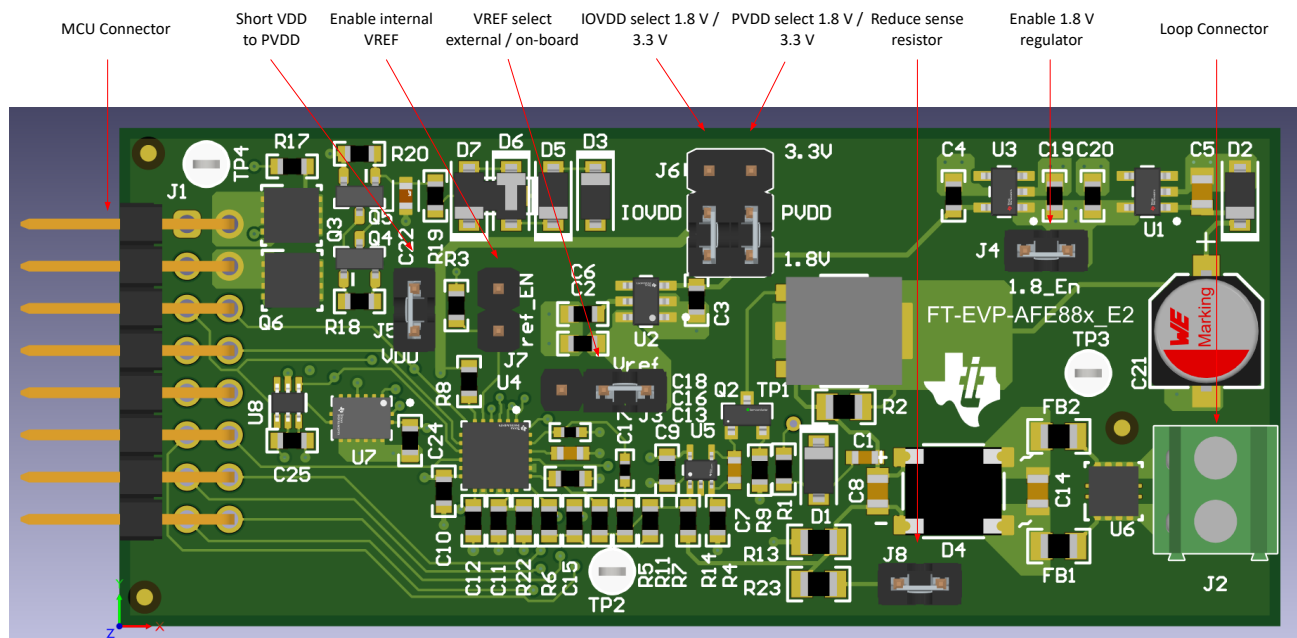 MCU Connector
Short VDD
to PVDD
Enable internal
VREF
VREF select
external / on-board
IOVDD select 1.8 V /
3.3 V
PVDD select 1.8 V /
3.3 V
Reduce sense
resistor
Enable 1.8 V
regulator
Loop Connector
TP4
R17
R20
D7
D6
D5
D3
J6
3.3V
C4
U3
C19
C20
C5
D2
J1
Q3
Q5
Q4
C22
R19
IOVDD
PVDD
U1
J4
R3
1.8V
1.8_En
Q6
R18
J5
VDD
ref_EN
J7
C6
C2
U2
C3
FT-EVP-AFE88x_E2
WE
Marking
C21
TP3
Vref
U8
U7
C24
C25
R8
U4
J3
C18
C16
C13
C17
C9
U5
Q2
TP1
R2
C1
C8
FB2
C14
U6
C10
C12
C11
R22
R6
C15
TP2
R5
R11
R7
R14
R4
C7
R9
R1
D1
R13
R23
J8
D4
FB1
J2
+
+
-
~
~
Y
Z
X